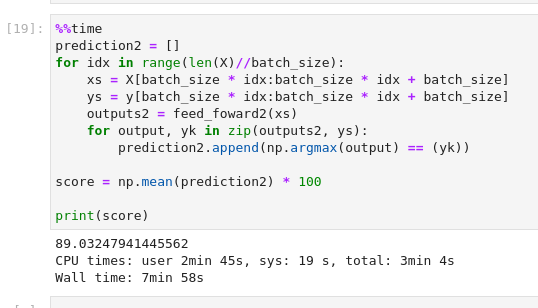 [19]:
%%time
prediction2 = []
for idx in range(len(X)//batch_size):
    xs = X[batch_size * idx:batch_size * idx + batch_size]
    ys = y[batch_size * idx:batch_size * idx + batch_size]
    outputs2 = feed_foward2(xs)
    for output, yk in zip(outputs2, ys):
        prediction2.append(np.argmax(output) == (yk))

score = np.mean(prediction2) * 100

print(score)
89.03247941445562
CPU times: user 2min 45s, sys: 19 s, total: 3min 4s
Wall time: 7min 58s